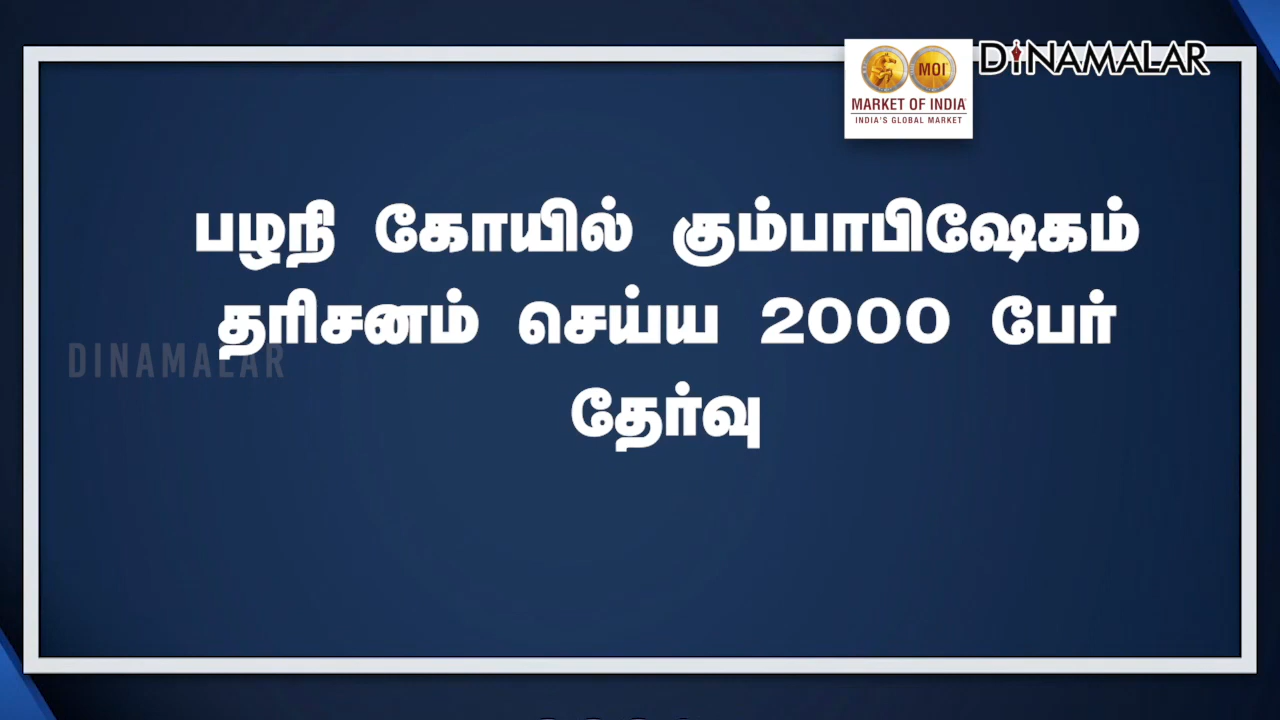 DINAMALAR
MOI
MARKET OF INDIA
INDIA'S GLOBAL MARKET
பழநி கோயில் கும்பாபிஷேகம்
தரிசனம் செய்ய 2000 பேர்
தேர்வு
DINAMALAR